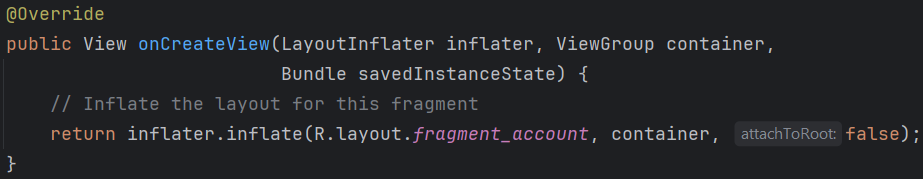 @Override
public View onCreateView(LayoutInflater inflater, ViewGroup container,
                         Bundle savedInstanceState) {
    // Inflate the layout for this fragment
    return inflater.inflate(R.layout.fragment_account, container, attachToRoot: false);
}